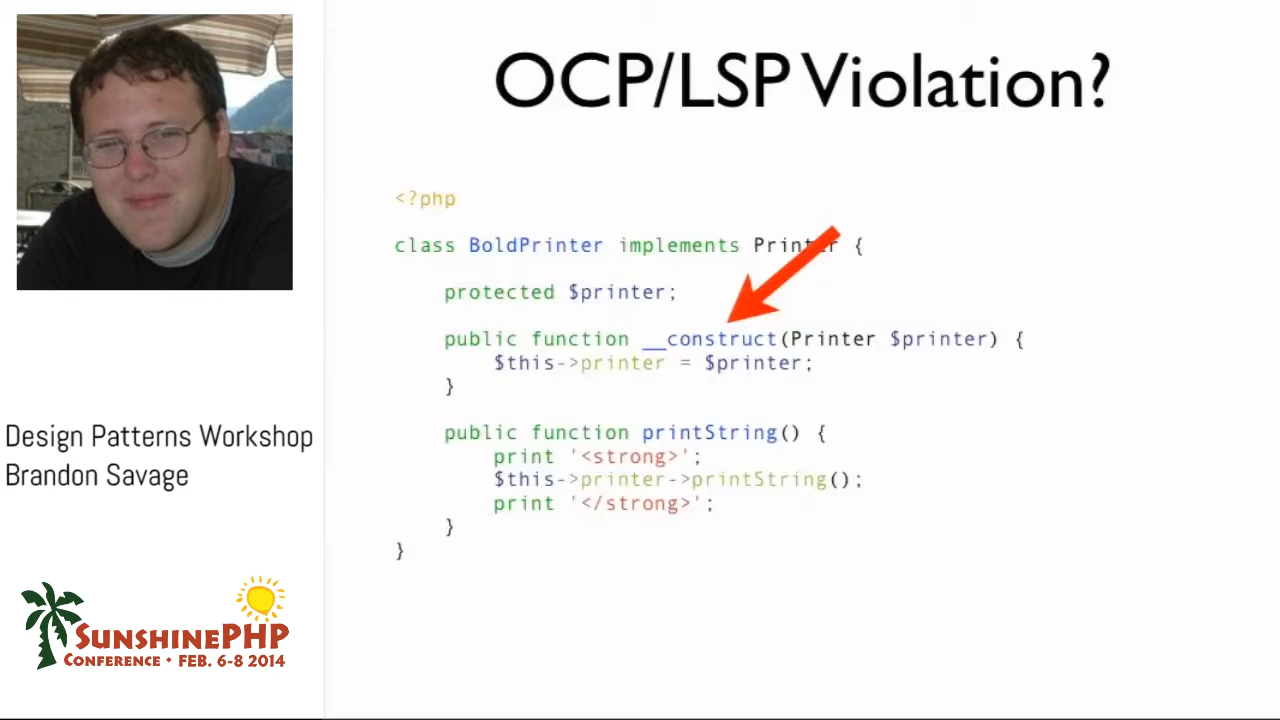 OCP/LSP Violation?
<?php
class BoldPrinter implements Printer {
protected $printer;
public function __construct(Printer $printer) {
$this->printer = $printer;
}
public function printString() {
print '<strong>';
$this->printer->printString();
print '</strong>';
}
}
Design Patterns Workshop
Brandon Savage
SUNSHINEPHP
CONFERENCE • FEB. 6-8 2014